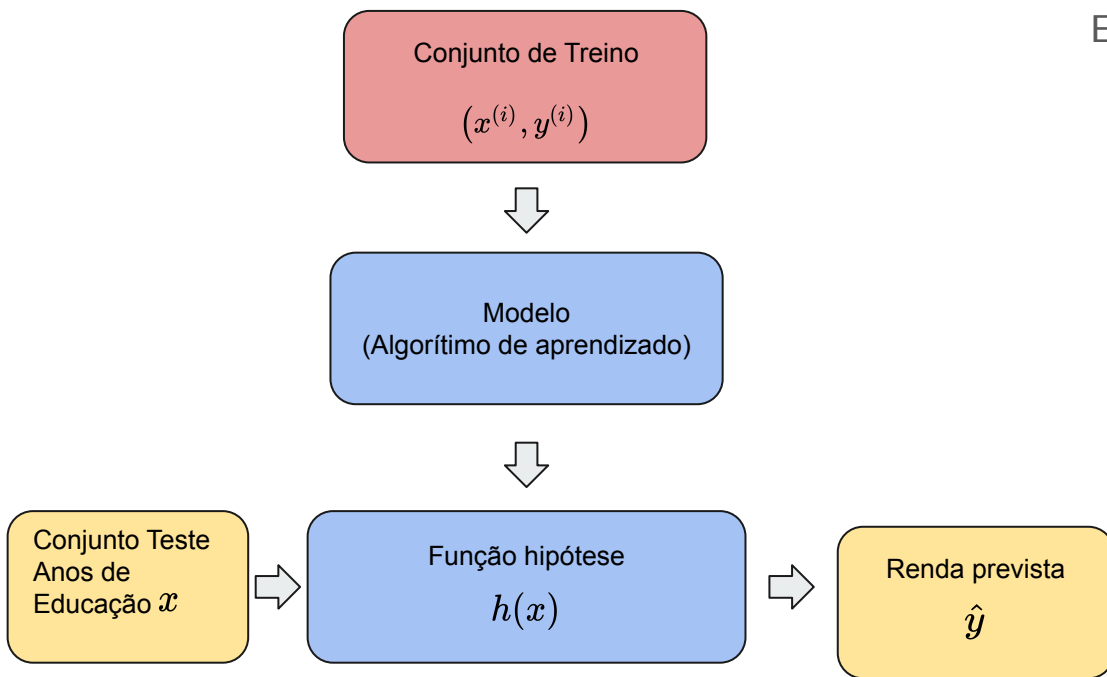 E
Conjunto de Treino
(x^{(i)}, y^{(i)})
Modelo
(Algorítimo de aprendizado)
Conjunto Teste
Anos de
Educação x
Função hipótese
h(x)
Renda prevista
ŷ